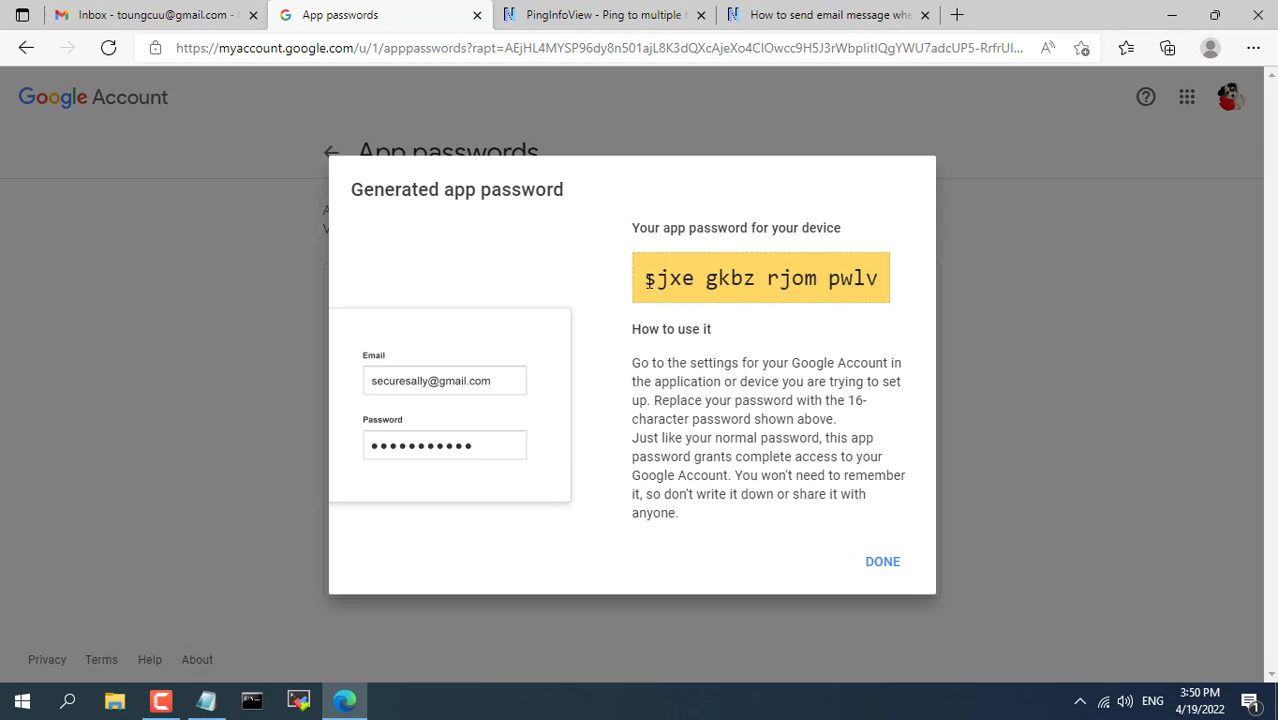 Inbox - toungcuu@gmail.com -
App passwords
PingInfoView - Ping to multiple
How to send email message whe
https://myaccount.google.com/u/1/apppasswords?rapt=
Google Account
App passwords
Generated app password
Your app password for your device
sjxe gkbz rjom pwlv
Email
securesally@gmail.com
Password
How to use it
Go to the settings for your Google Account in
the application or device you are trying to set
up. Replace your password with the 16-
character password shown above.
Just like your normal password, this app
password grants complete access to your
Google Account. You won't need to remember
it, so don't write it down or share it with
anyone.
DONE
Privacy
Terms
Help
About
ENG
3:50 PM
4/19/2022
1